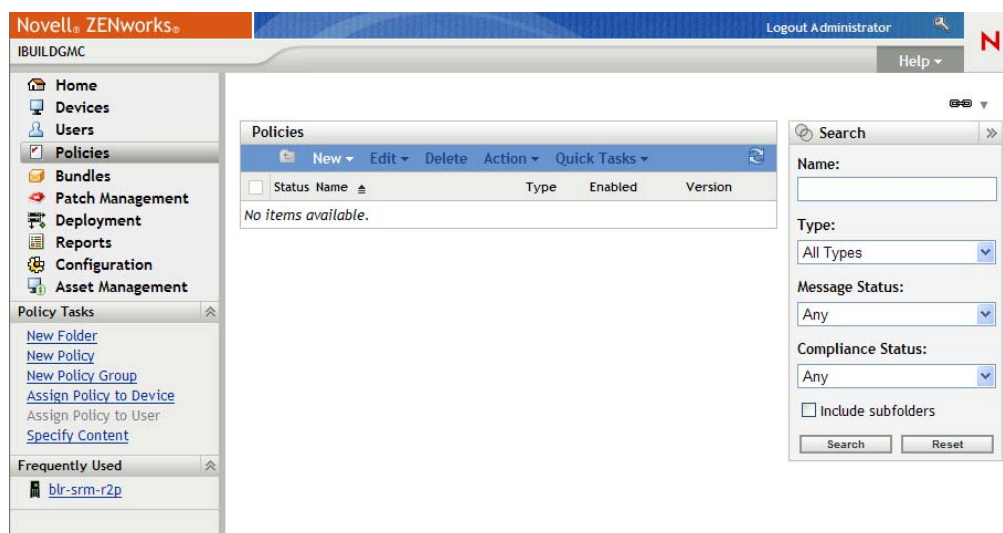 Novell® ZENworks®
Logout Administrator
N
IBUILDGMC
Help
Home
Devices
Users
Policies
Bundles
Patch Management
Deployment
Reports
Configuration
Asset Management
Policy Tasks
New Folder
New Policy
New Policy Group
Assign Policy to Device
Assign Policy to User
Specify Content
Frequently Used
blr-srm-r2p
Policies
New Edit Delete Action Quick Tasks
Status Name Type Enabled Version
No items available.
Search
Name:
Type:
All Types
Message Status:
Any
Compliance Status:
Any
Include subfolders
Search Reset